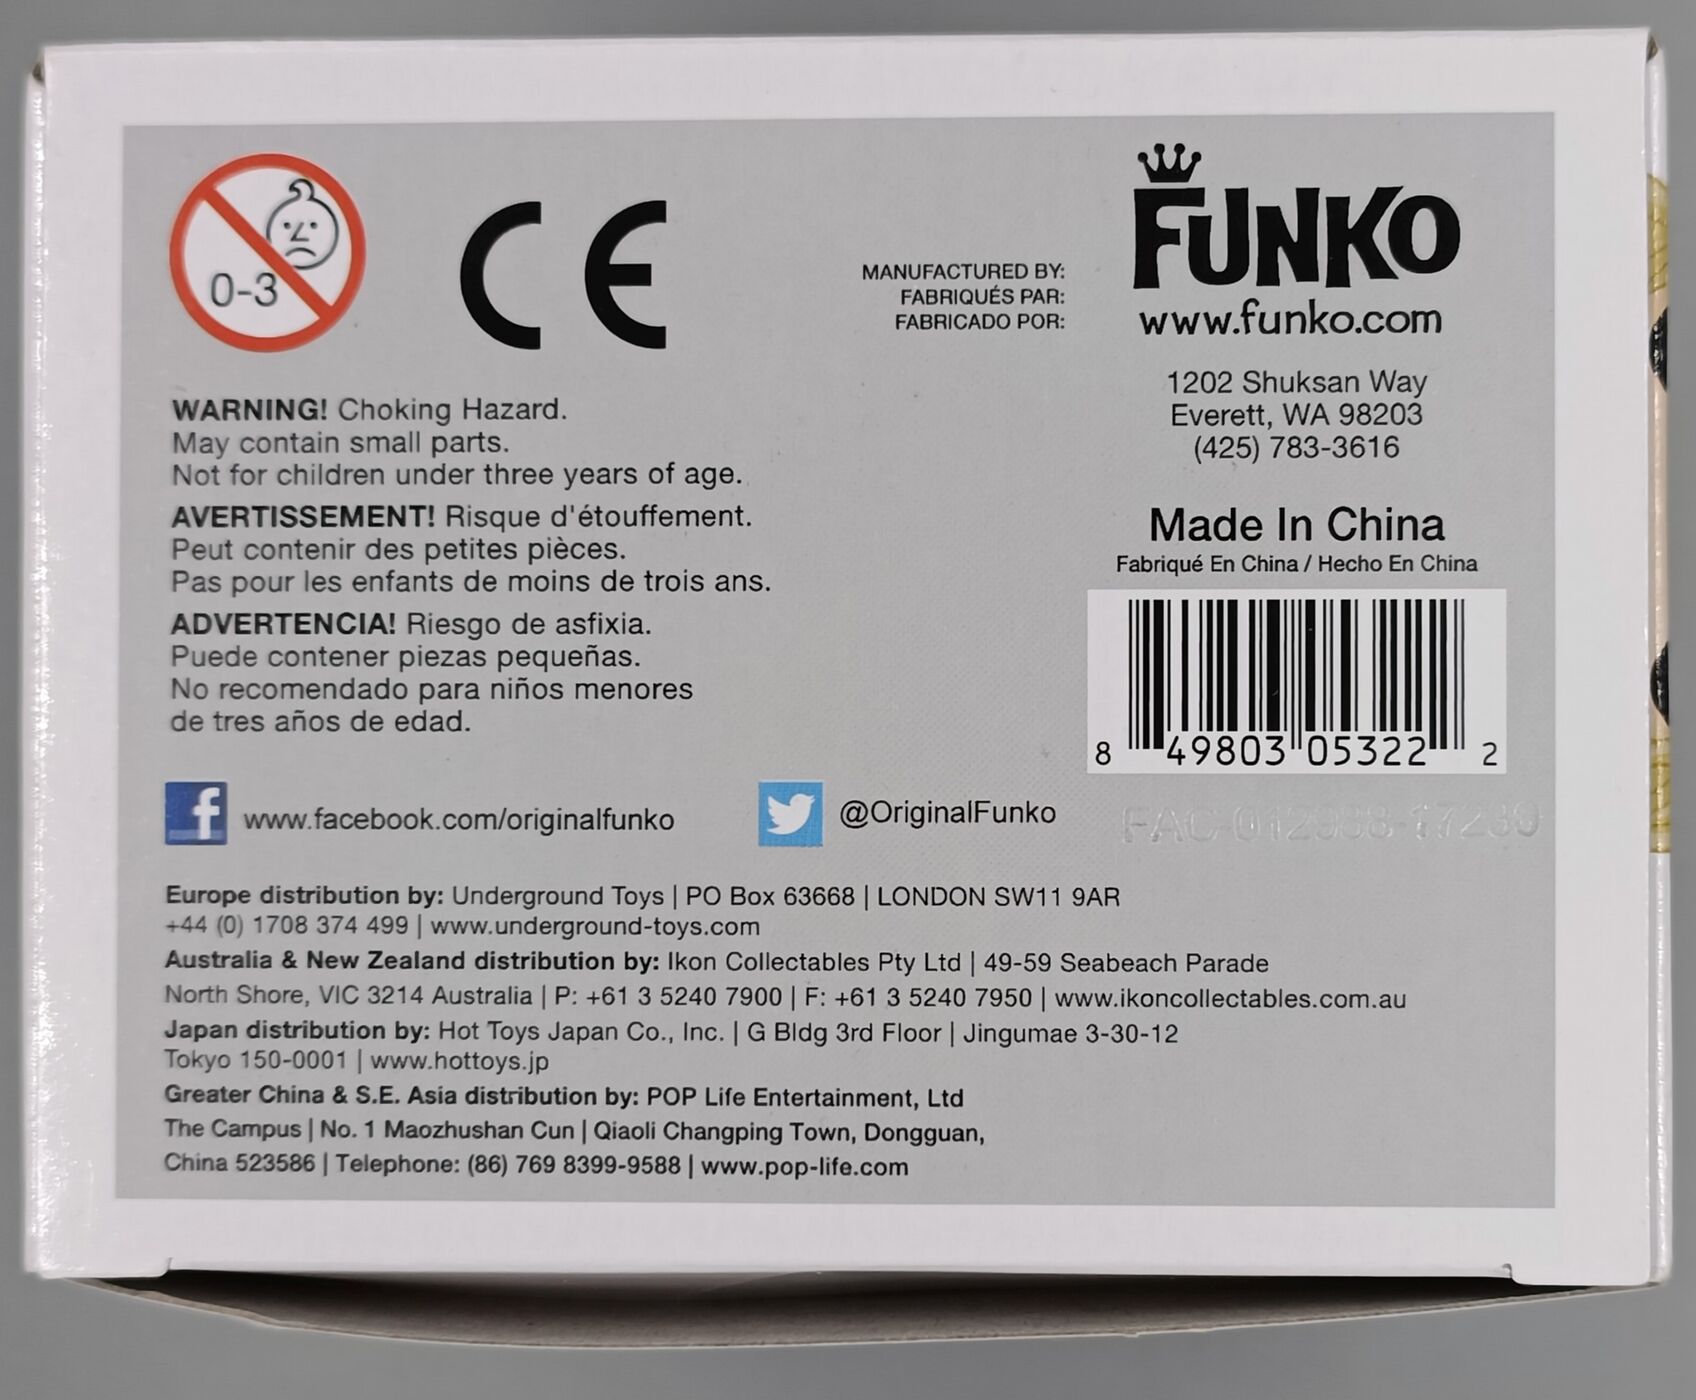 0-3
CE
MANUFACTURED BY:
FABRIQUÉS PAR:
FABRICADO POR:
FUNKO
www.funko.com
1202 Shuksan Way
Everett, WA 98203
(425) 783-3616
WARNING! Choking Hazard.
May contain small parts.
Not for children under three years of age.
AVERTISSEMENT! Risque d'étouffement.
Peut contenir des petites pièces.
Pas pour les enfants de moins de trois ans.
ADVERTENCIA! Riesgo de asfixia.
Puede contener piezas pequeñas.
No recomendado para niños menores
de tres años de edad.
Made In China
Fabriqué En China / Hecho En China
8 49803 05322 2
www.facebook.com/originalfunko
@OriginalFunko
Europe distribution by: Underground Toys | PO Box 63668 | LONDON SW11 9AR
+44 (0) 1708 374 499 | www.underground-toys.com
Australia & New Zealand distribution by: Ikon Collectables Pty Ltd | 49-59 Seabeach Parade
North Shore, VIC 3214 Australia | P: +61 3 5240 7900 | F: +61 3 5240 7950 | www.ikoncollectables.com.au
Japan distribution by: Hot Toys Japan Co., Inc. | G Bldg 3rd Floor | Jingumae 3-30-12
Tokyo 150-0001 | www.hottoys.jp
Greater China & S.E. Asia distribution by: POP Life Entertainment, Ltd
The Campus | No. 1 Maozhushan Cun | Qiaoli Changping Town, Dongguan,
China 523586 | Telephone: (86) 769 8399-9588 | www.pop-life.com